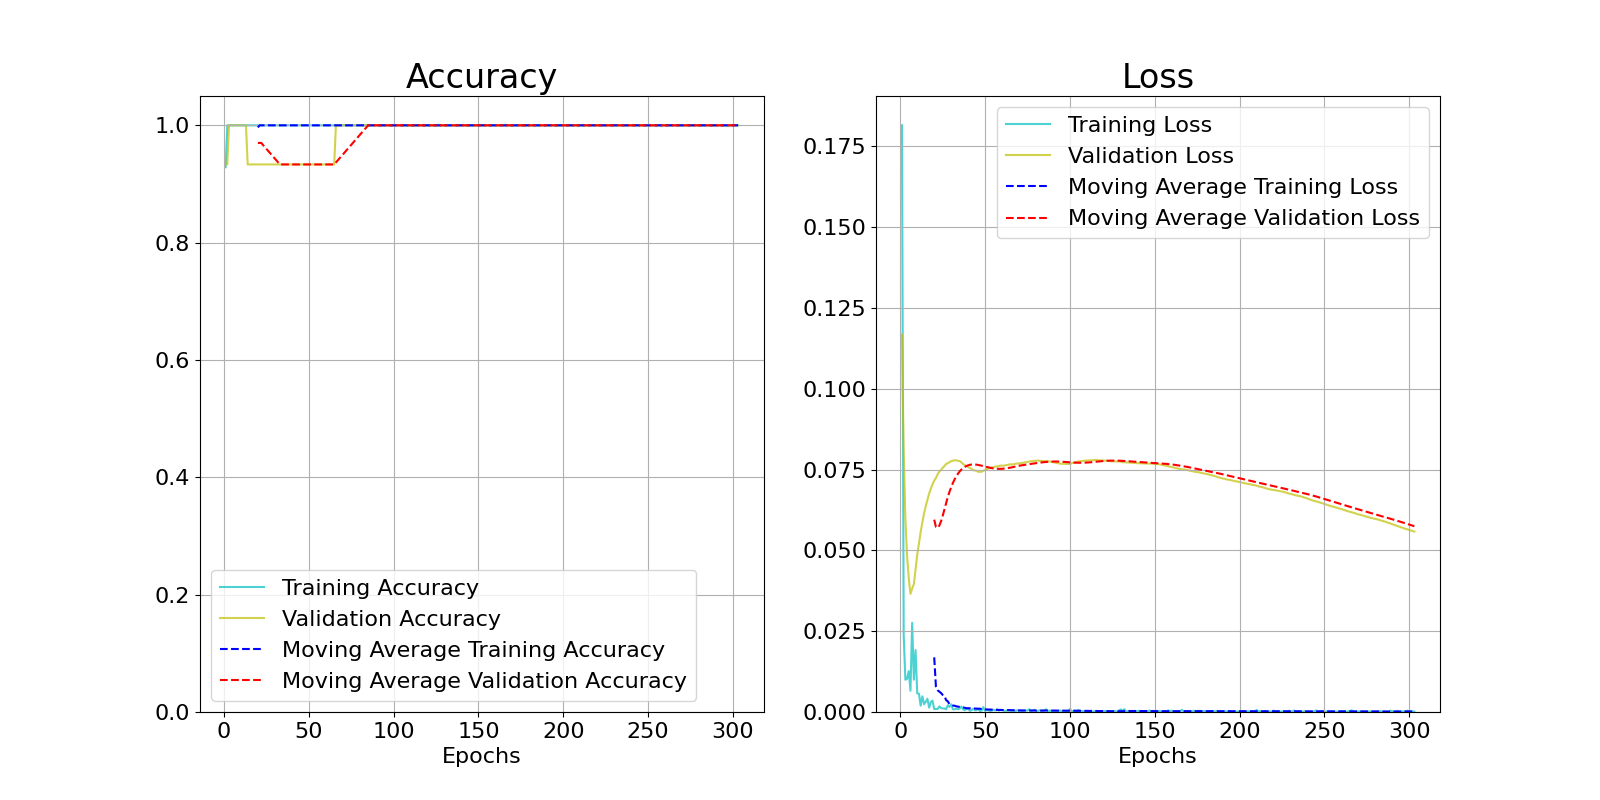 Accuracy
1.0
0.8
0.6
0.4
0.2
0.0
Training Accuracy
Validation Accuracy
Moving Average Training Accuracy
Moving Average Validation Accuracy
0 50 100 150 200 250 300
Epochs
Loss
0.175
0.150
0.125
0.100
0.075
0.050
0.025
0.000
Training Loss
Validation Loss
Moving Average Training Loss
Moving Average Validation Loss
0 50 100 150 200 250 300
Epochs